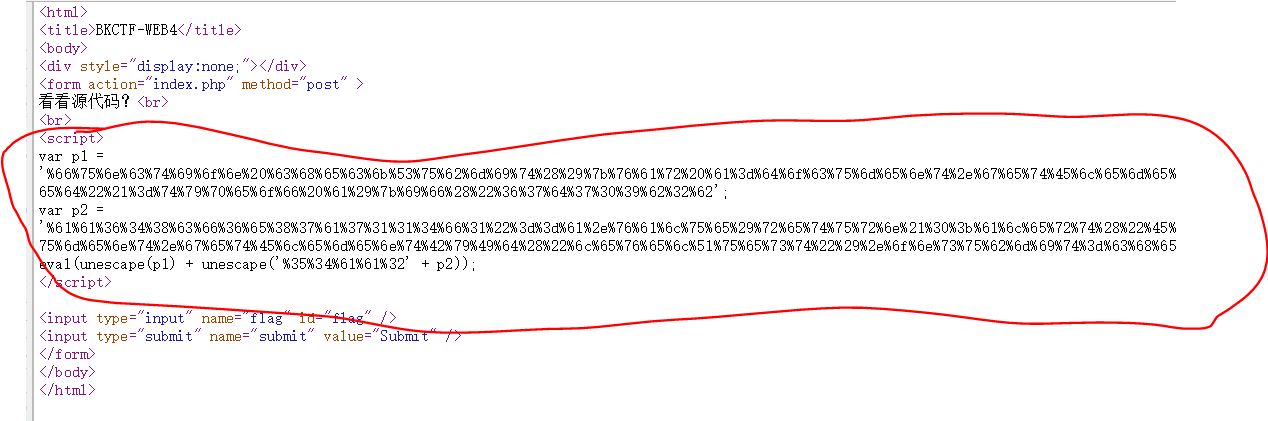 <html>
<title>BKCTF-WEB4</title>
<body>
<div style="display:none;"></div>
<form action="index.php" method="post" >
看看源代码？<br>
<br>
<script>
var p1 =
'%66%75%6e%63%74%69%6f%6e%20%63%68%65%63%6b%53%75%62%6d%69%74%28%29%7b%76%61%72%20%61%3d%64%6f%63%75%6d%65%6e%74%2e%67%65%74%45%6c%65%6d%65
65%64%22%21%3d%74%79%70%65%6f%66%20%61%29%7b%69%66%28%22%36%37%64%37%30%39%62%32%62';
var p2 =
'%61%61%36%34%38%63%66%36%65%38%37%61%37%31%31%34%66%31%22%3d%3d%61%2e%76%61%6c%75%65%29%72%65%74%75%72%6e%21%30%3b%61%6c%65%72%74%28%22%45
75%6d%65%6e%74%2e%67%65%74%45%6c%65%6d%65%6e%74%42%79%49%64%28%22%6c%65%76%65%6c%51%75%65%73%74%22%29%2e%6f%6e%73%75%62%6d%69%74%3d%63%68%65
eval(unescape(p1) + unescape('%35%34%61%61%32' + p2));
</script>
<input type="input" name="flag" id="flag" />
<input type="submit" name="submit" value="Submit" />
</form>
</body>
</html>